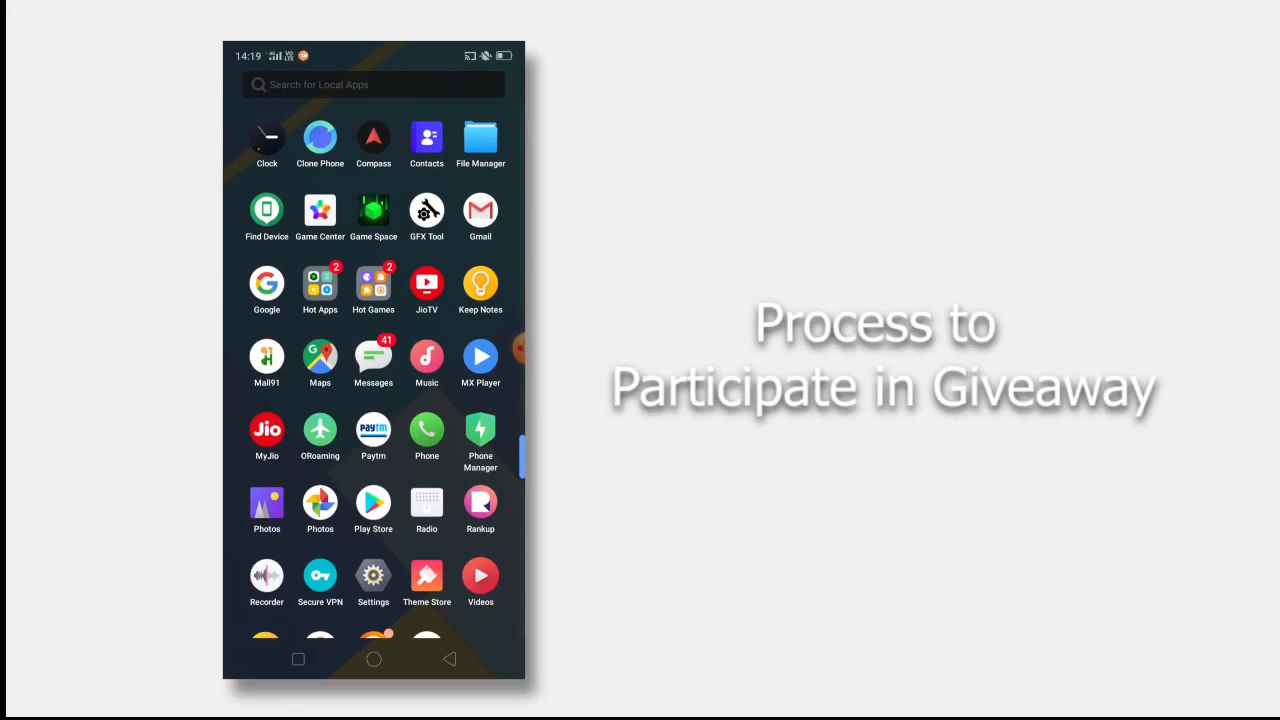 14:19
Search for Local Apps
Clock Clone Phone Compass Contacts File Manager
Find Device Game Center Game Space GFX Tool Gmail
2 2
Google Hot Apps Hot Games JioTV Keep Notes
41
Mall91 Maps Messages Music MX Player
Jio paytm
MyJio ORoaming Paytm Phone Phone Manager
Photos Photos Play Store Radio Rankup
Recorder Secure VPN Settings Theme Store Videos
Process to
Participate in Giveaway